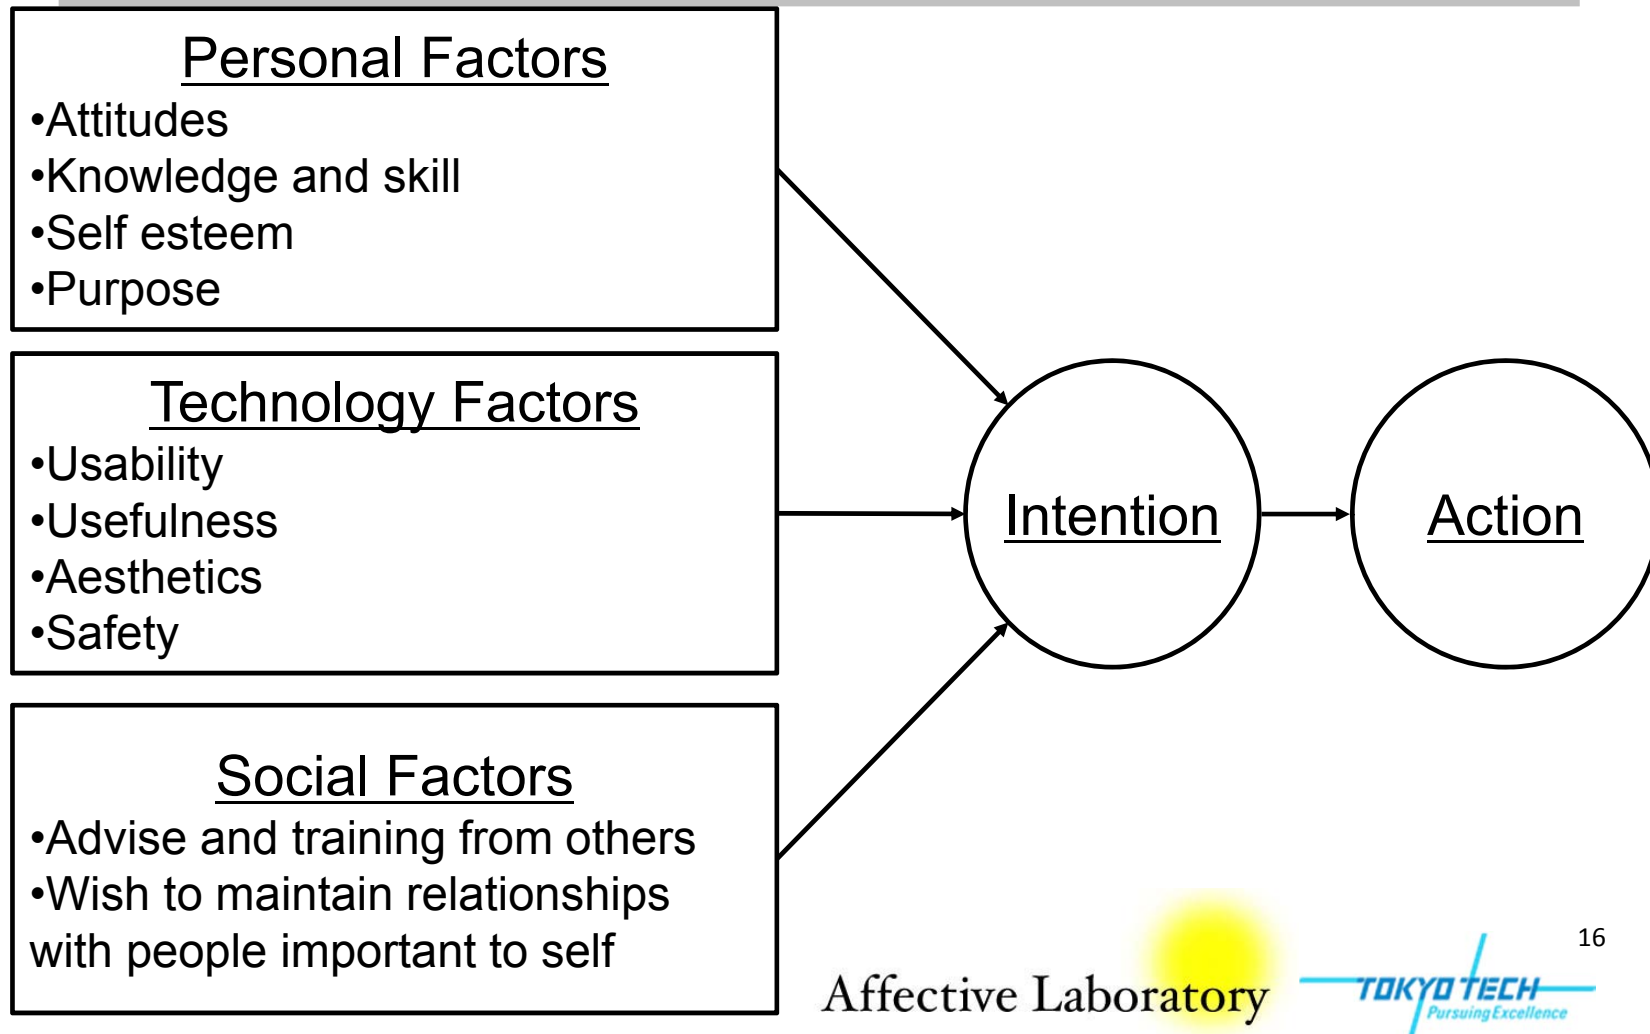 Personal Factors
•Attitudes
•Knowledge and skill
•Self esteem
•Purpose
Technology Factors
•Usability
•Usefulness
•Aesthetics
•Safety
Social Factors
•Advise and training from others
•Wish to maintain relationships
with people important to self
Intention
Action
Affective Laboratory
TOKYO TECH
Pursuing Excellence
16